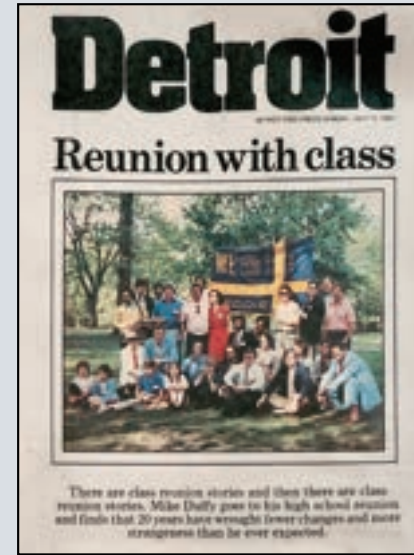 Detroit
Reunion with class
There are class reunion stories and then there are class
reunion stories. Mike Duffy goes to his high school reunion
and finds that 20 years have wrought fewer changes and more
strangeness than he ever expected.